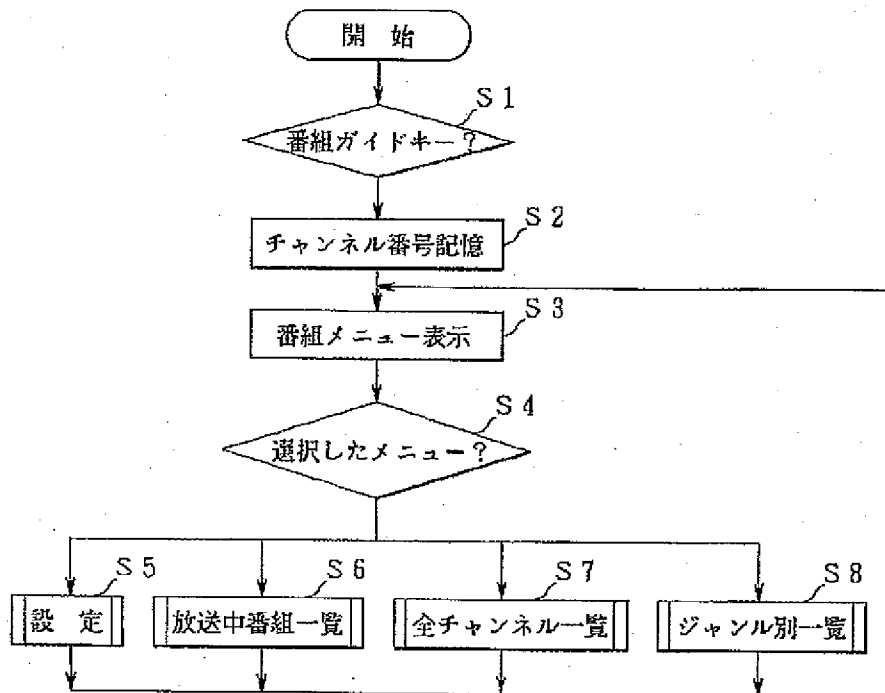 開 始
S1
番組ガイドキー?
S2
チャンネル番号記憶
S3
番組メニュー表示
S4
選択したメニュー?
S5
設 定
S6
放送中番組一覧
S7
全チャンネル一覧
S8
ジャンル別一覧